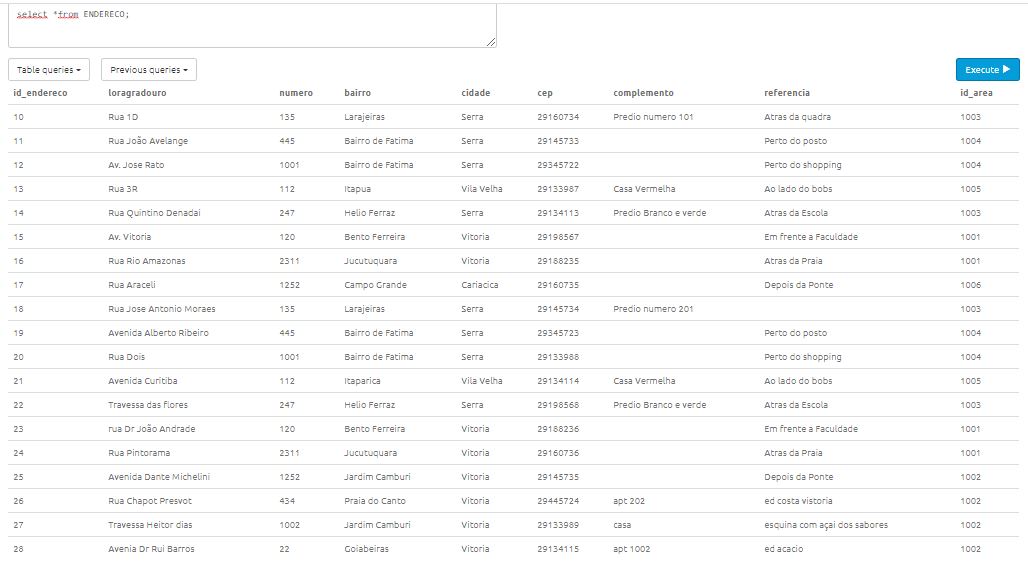 select *from ENDERECO;
Table queries Previous queries Execute
id_endereco loragradouro numero bairro cidade cep complemento referencia id_area
10 Rua 1D 135 Larajeiras Serra 29160734 Predio numero 101 Atras da quadra 1003
11 Rua João Avelange 445 Bairro de Fatima Serra 29145733 Perto do posto 1004
12 Av. Jose Rato 1001 Bairro de Fatima Serra 29345722 Perto do shopping 1004
13 Rua 3R 112 Itapua Vila Velha 29133987 Casa Vermelha Ao lado do bobs 1005
14 Rua Quintino Denadai 247 Helio Ferraz Serra 29134113 Predio Branco e verde Atras da Escola 1003
15 Av. Vitoria 120 Bento Ferreira Vitoria 29198567 Em frente a Faculdade 1001
16 Rua Rio Amazonas 2311 Jucutuquara Vitoria 29188235 Atras da Praia 1001
17 Rua Araceli 1252 Campo Grande Cariacica 29160735 Depois da Ponte 1006
18 Rua Jose Antonio Moraes 135 Larajeiras Serra 29145734 Predio numero 201 1003
19 Avenida Alberto Ribeiro 445 Bairro de Fatima Serra 29345723 Perto do posto 1004
20 Rua Dois 1001 Bairro de Fatima Serra 29133988 Perto do shopping 1004
21 Avenida Curitiba 112 Itaparica Vila Velha 29134114 Casa Vermelha Ao lado do bobs 1005
22 Travessa das flores 247 Helio Ferraz Serra 29198568 Predio Branco e verde Atras da Escola 1003
23 rua Dr João Andrade 120 Bento Ferreira Vitoria 29188236 Em frente a Faculdade 1001
24 Rua Pintorama 2311 Jucutuquara Vitoria 29160736 Atras da Praia 1001
25 Avenida Dante Michelini 1252 Jardim Camburi Vitoria 29145735 Depois da Ponte 1002
26 Rua Chapot Presvot 434 Praia do Canto Vitoria 29445724 apt 202 ed costa vistoria 1002
27 Travessa Heitor dias 1002 Jardim Camburi Vitoria 29133989 casa esquina com açai dos sabores 1002
28 Avenia Dr Rui Barros 22 Goiabeiras Vitoria 29134115 apt 1002 ed acacio 1002